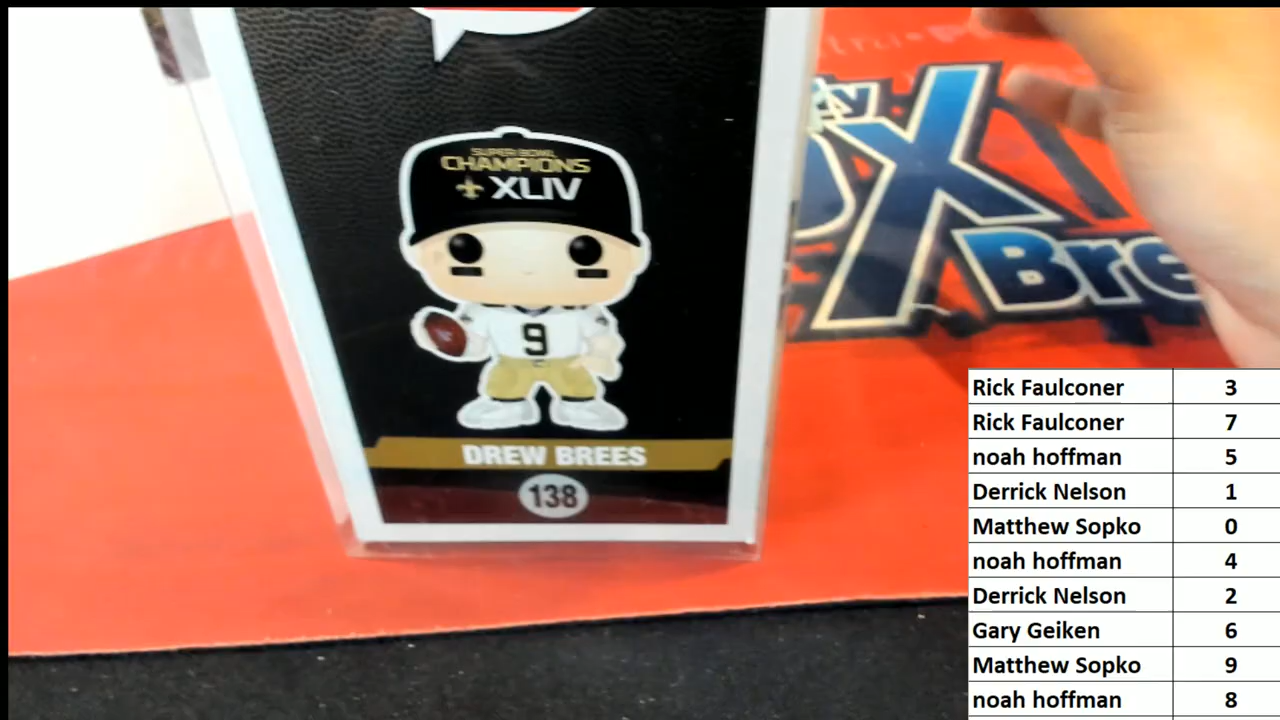 SUPER BOWL
CHAMPIONS
XLIV
9
DREW BREES
138
Bre
Rick Faulconer 3
Rick Faulconer 7
noah hoffman 5
Derrick Nelson 1
Matthew Sopko 0
noah hoffman 4
Derrick Nelson 2
Gary Geiken 6
Matthew Sopko 9
noah hoffman 8